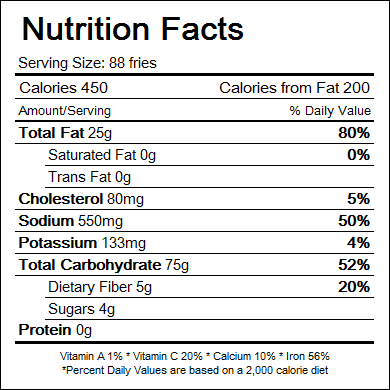 Nutrition Facts
Serving Size: 88 fries
Calories 450 Calories from Fat 200
Amount/Serving % Daily Value
Total Fat 25g 80%
Saturated Fat 0g 0%
Trans Fat 0g
Cholesterol 80mg 5%
Sodium 550mg 50%
Potassium 133mg 4%
Total Carbohydrate 75g 52%
Dietary Fiber 5g 20%
Sugars 4g
Protein 0g
Vitamin A 1% * Vitamin C 20% * Calcium 10% * Iron 56%
*Percent Daily Values are based on a 2,000 calorie diet